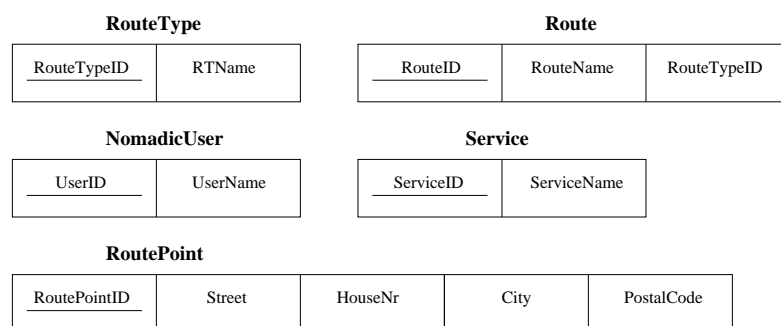 RouteType Route
RouteTypeID RTName RouteID RouteName RouteTypeID
NomadicUser Service
UserID UserName ServiceID ServiceName
RoutePoint
RoutePointID Street HouseNr City PostalCode